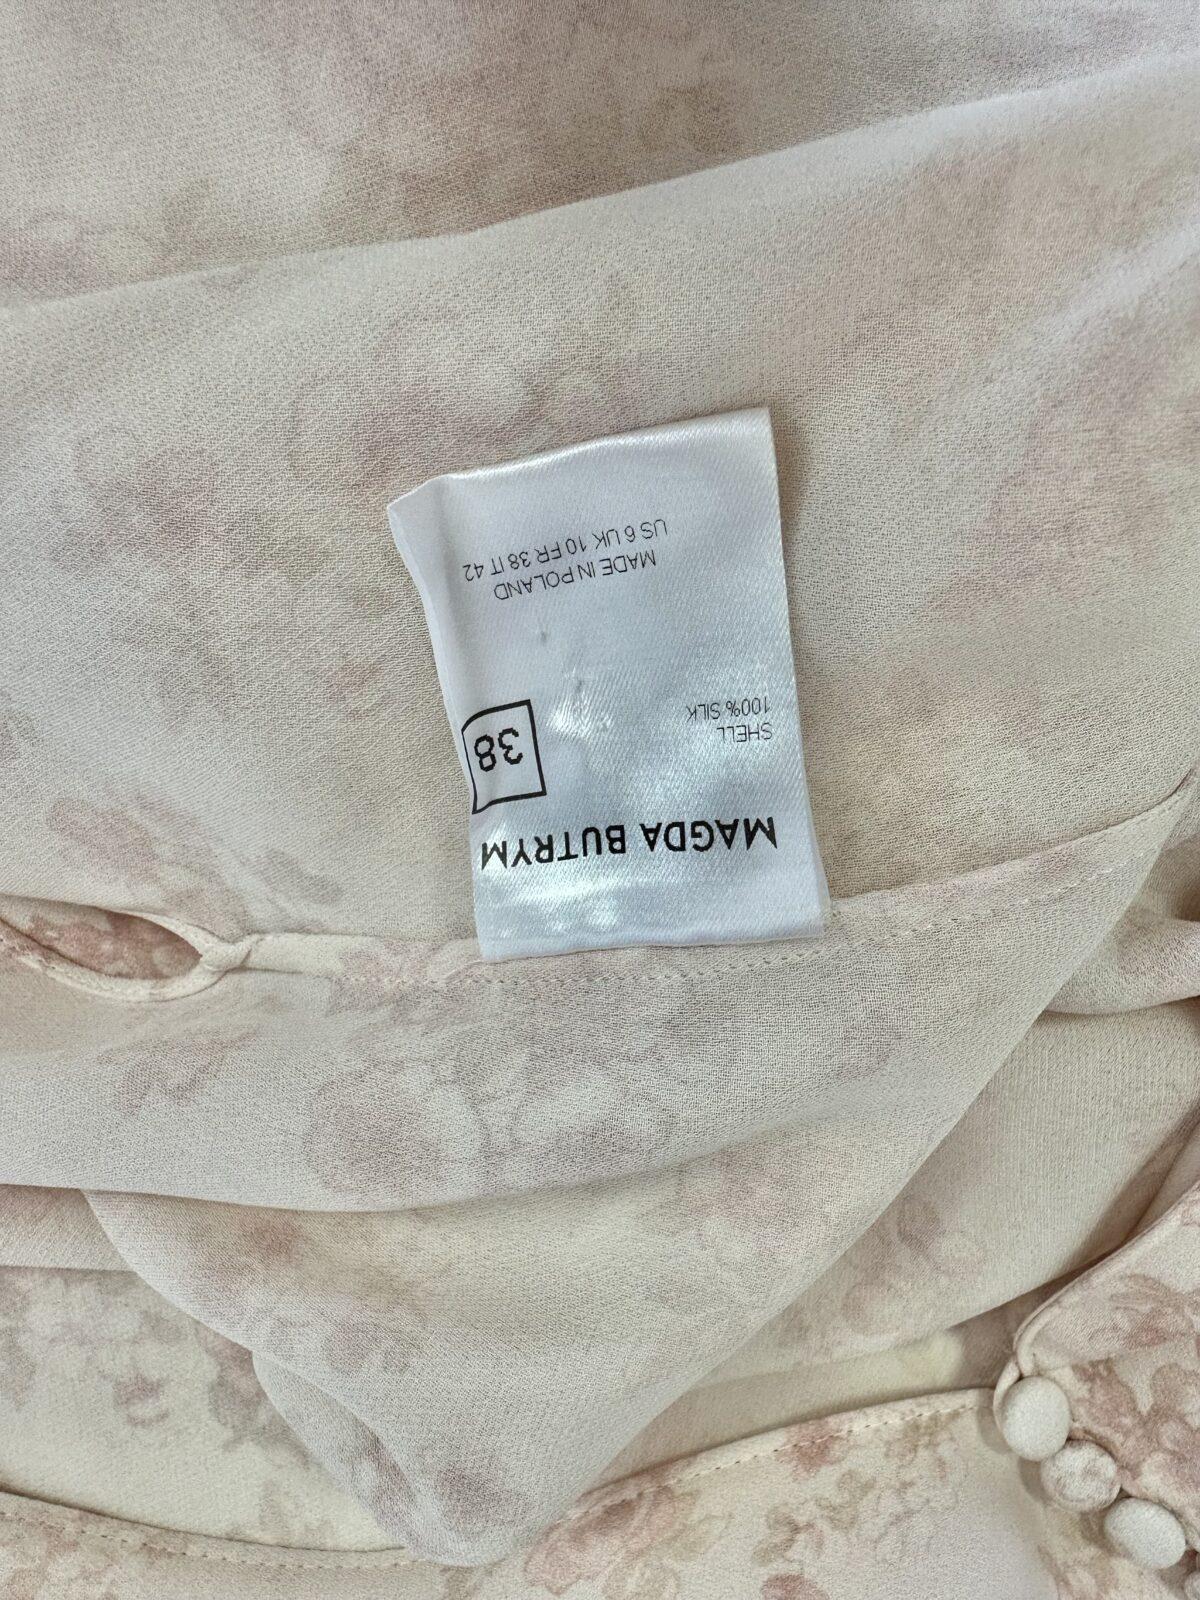 MAGDA BUTRYM
38
SHELL
100% SILK
MADE IN POLAND
US 6 UK 10 FR 38 IT 42